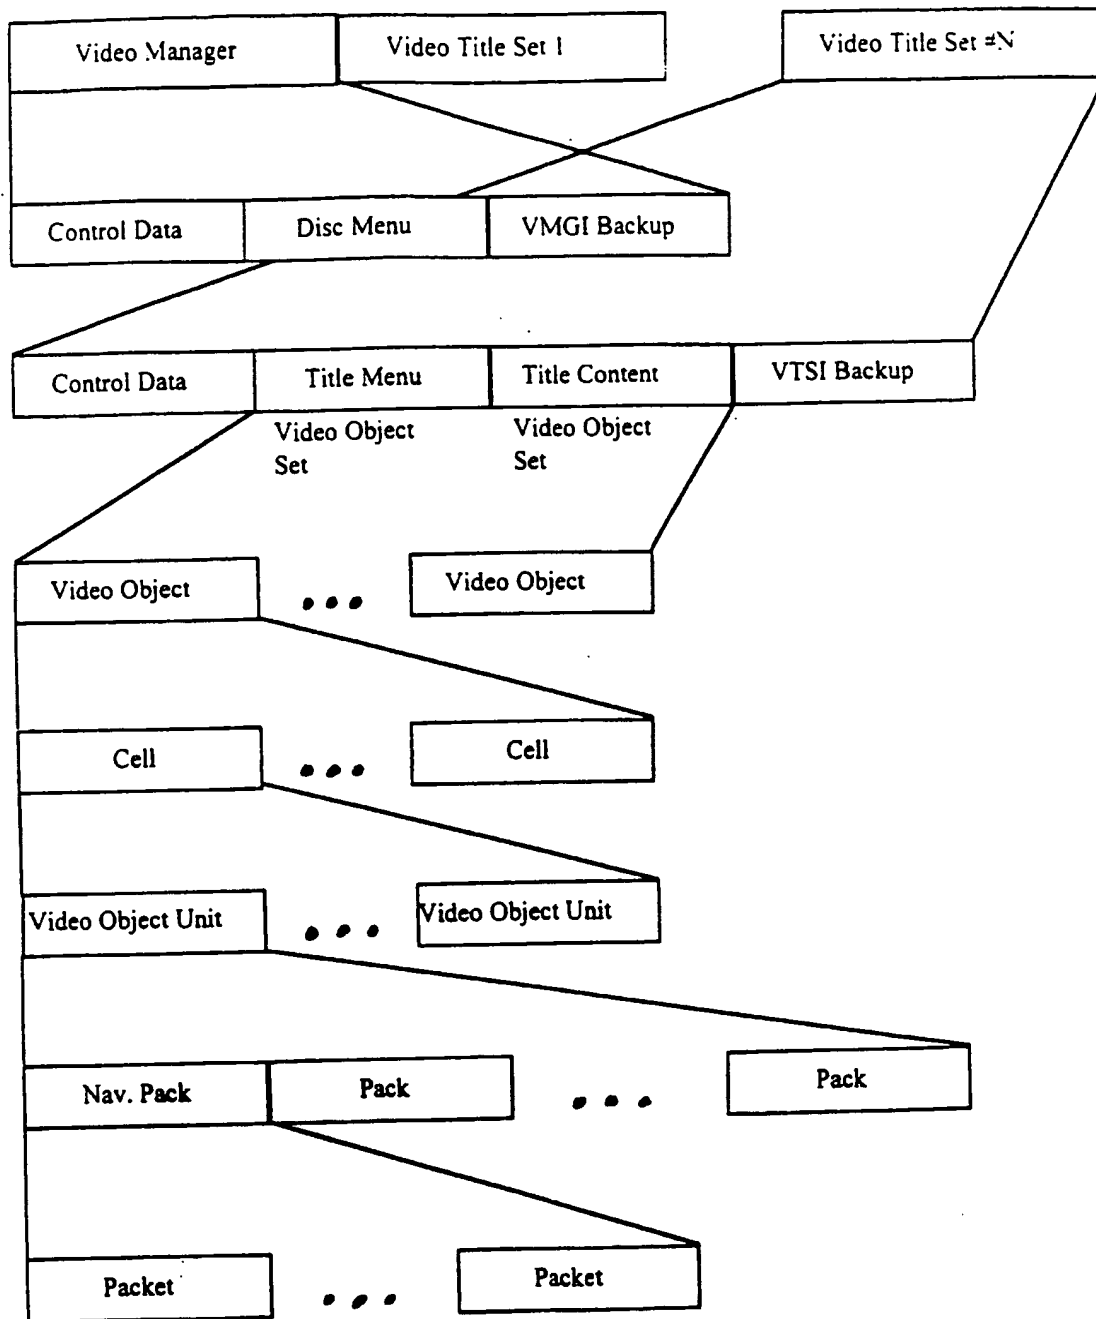 Video Manager
Video Title Set 1
Video Title Set #N
Control Data
Disc Menu
VMGI Backup
Control Data
Title Menu
Title Content
VTSI Backup
Video Object
Set
Video Object
Set
Video Object
Video Object
Cell
Cell
Video Object Unit
Video Object Unit
Nav. Pack
Pack
Pack
Packet
Packet